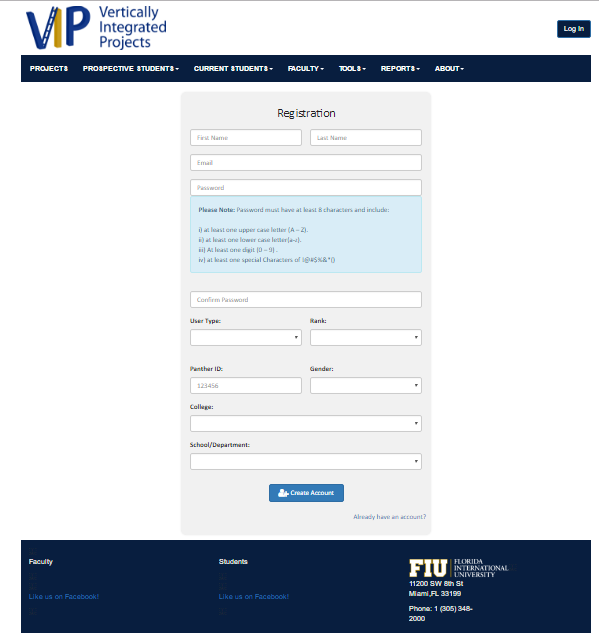 VIP Vertically
Integrated
Projects
Log In
PROJECTS PROSPECTIVE STUDENTS CURRENT STUDENTS FACULTY TOOLS REPORTS ABOUT
Registration
First Name Last Name
Email
Password
Please Note: Password must have at least 8 characters and include:
i) at least one upper case letter (A – Z).
ii) at least one lower case letter(a-z).
iii) At least one digit (0 – 9) .
iv) at least one special Characters of !@#$%&*()
Confirm Password
User Type: Rank:
Panther ID: Gender:
123456
College:
School/Department:
Create Account
Already have an account?
Faculty Students
Like us on Facebook! Like us on Facebook!
FIU FLORIDA
INTERNATIONAL
UNIVERSITY
11200 SW 8th St
Miami,FL 33199
Phone: 1 (305) 348-
2000